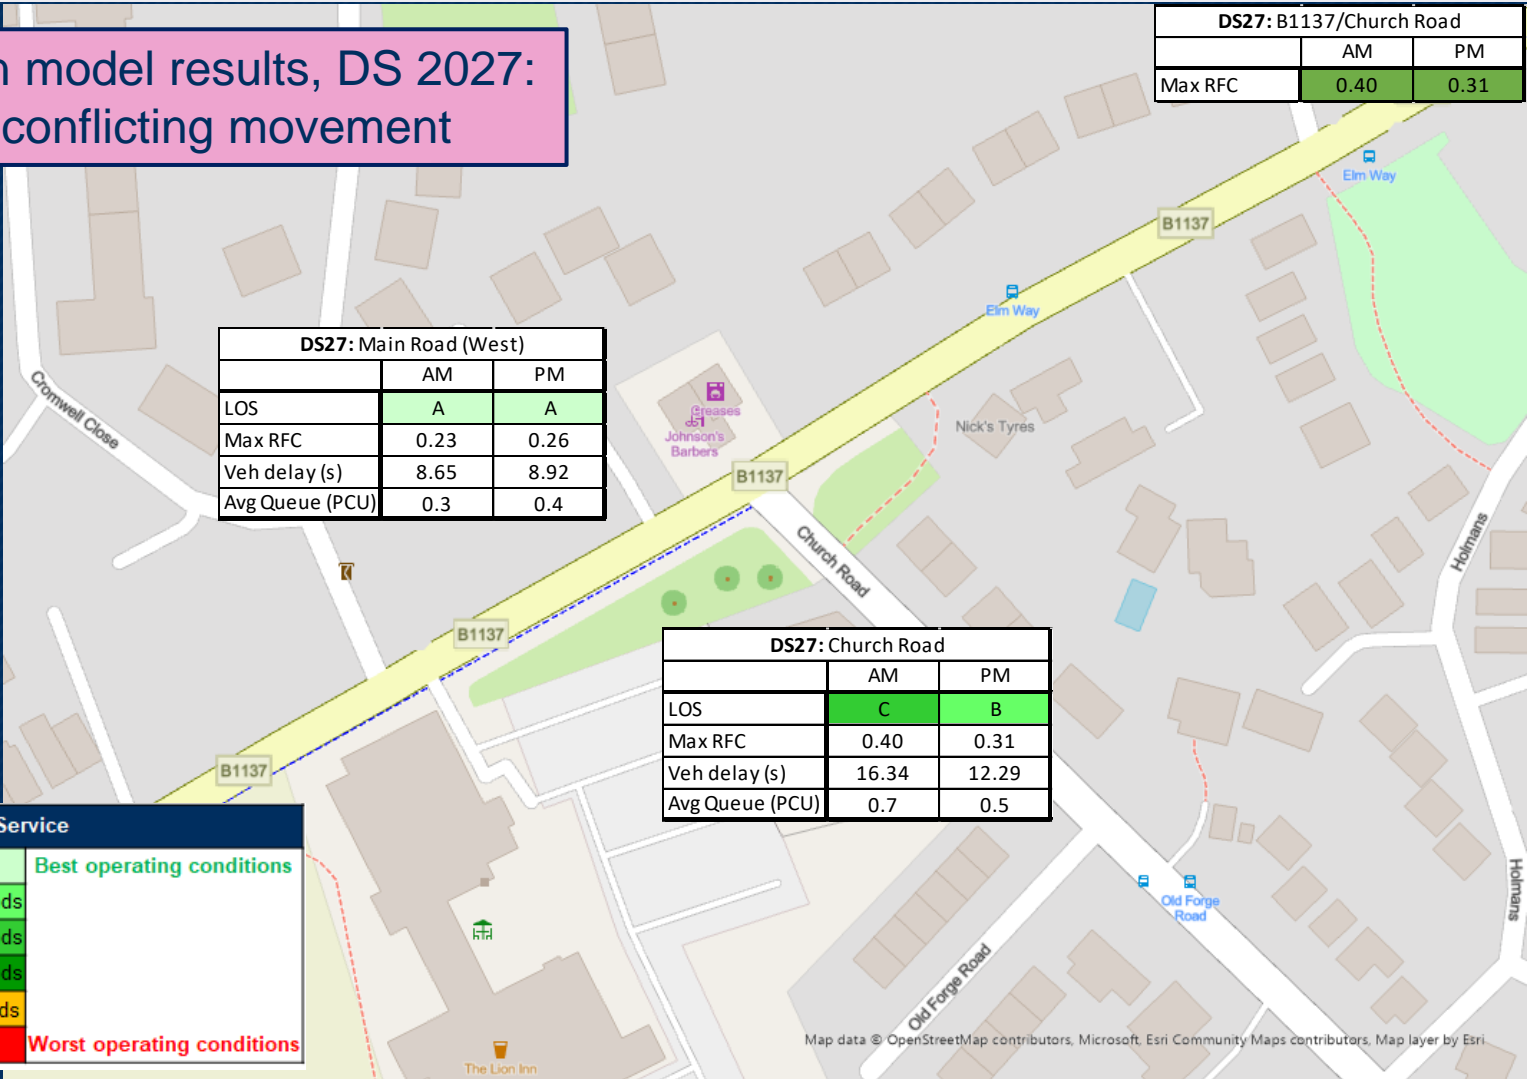 n model results, DS 2027:
conflicting movement
DS27: B1137/Church Road
AM PM
Max RFC 0.40 0.31
Elm Way
B1137
Elm Way
DS27: Main Road (West)
AM PM
LOS A A
Max RFC 0.23 0.26
Veh delay (s) 8.65 8.92
Avg Queue (PCU) 0.3 0.4
Cromwell Close
Greases
Johnson's
Barbers
Nick's Tyres
B1137
Church Road
Holmans
B1137
DS27: Church Road
AM PM
LOS C B
Max RFC 0.40 0.31
Veh delay (s) 16.34 12.29
Avg Queue (PCU) 0.7 0.5
B1137
Service
Best operating conditions
ds
ds
ds
ds
Worst operating conditions
Old Forge
Road
Holmans
Old Forge Road
The Lion Inn
Map data © OpenStreetMap contributors, Microsoft, Esri Community Maps contributors, Map layer by Esri